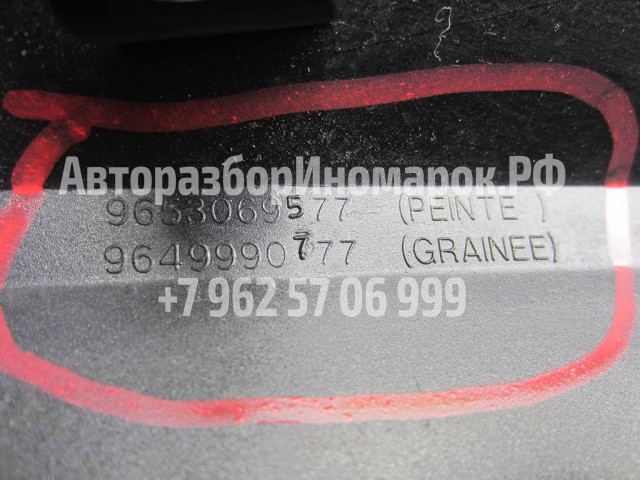 АвторазборИномарок.РФ
9653069577 (PEINTE)
9649990777 (GRAINEE)
+7 962 57 06 999